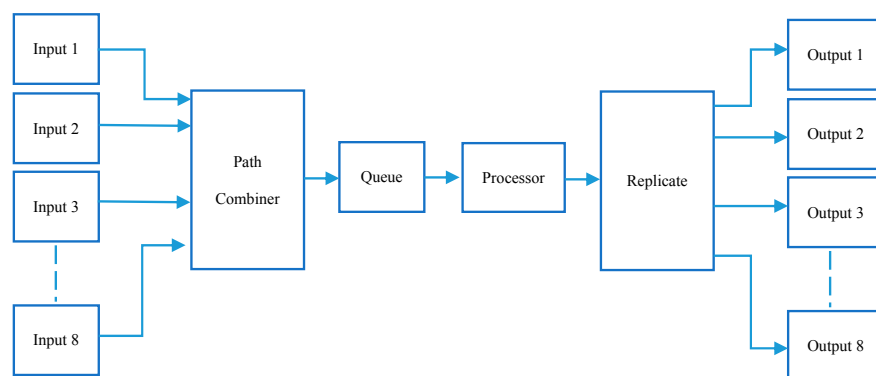 Input 1
Input 2
Input 3
Input 8
Path
Combiner
Queue
Processor
Replicate
Output 1
Output 2
Output 3
Output 8